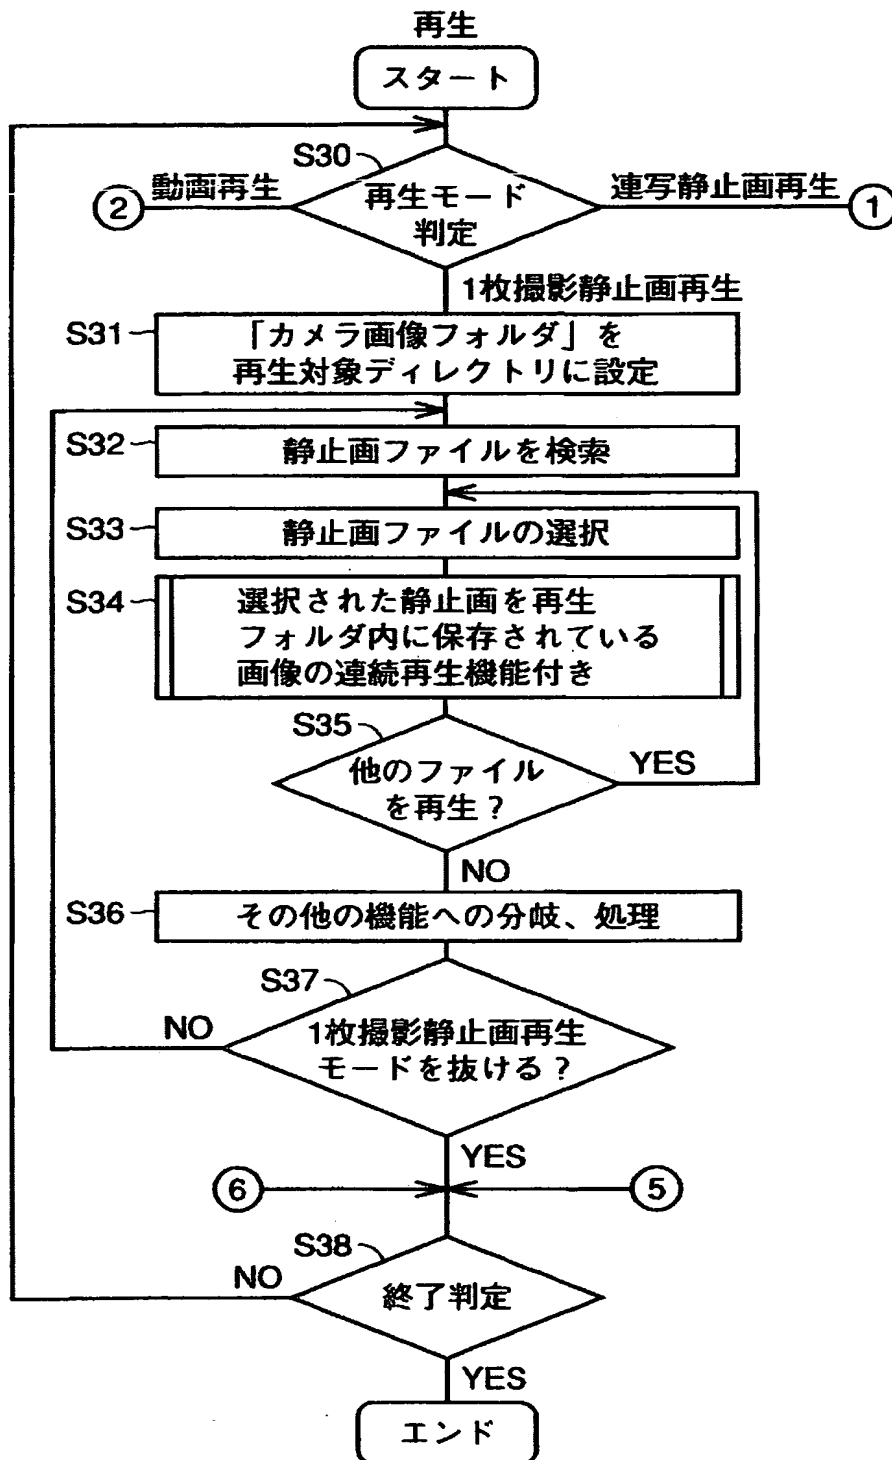 再生
スタート
S30
動画再生
再生モード
判定
連写静止画再生
2
1
1枚撮影静止画再生
S31
「カメラ画像フォルダ」を
再生対象ディレクトリに設定
S32
静止画ファイルを検索
S33
静止画ファイルの選択
S34
選択された静止画を再生
フォルダ内に保存されている
画像の連続再生機能付き
S35
他のファイル
を再生？
YES
NO
S36
その他の機能への分岐、処理
S37
NO
1枚撮影静止画再生
モードを抜ける？
YES
6
5
S38
NO
終了判定
YES
エンド